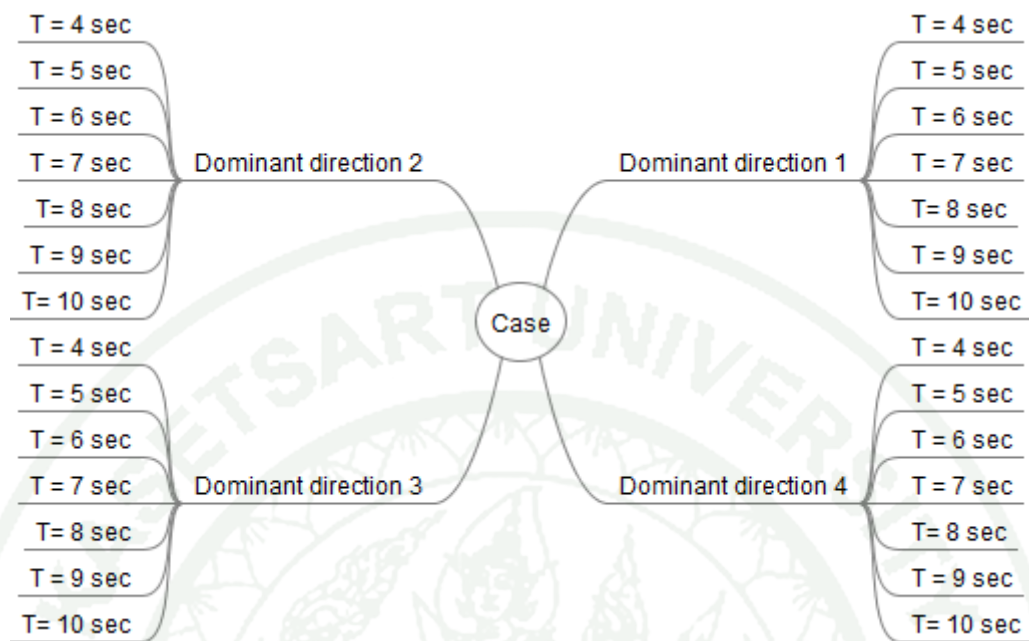 Case
Dominant direction 1
T = 4 sec
T = 5 sec
T = 6 sec
T = 7 sec
T= 8 sec
T = 9 sec
T= 10 sec
Dominant direction 2
T = 4 sec
T = 5 sec
T = 6 sec
T = 7 sec
T= 8 sec
T = 9 sec
T= 10 sec
Dominant direction 3
T = 4 sec
T = 5 sec
T = 6 sec
T = 7 sec
T= 8 sec
T = 9 sec
T= 10 sec
Dominant direction 4
T = 4 sec
T = 5 sec
T = 6 sec
T = 7 sec
T= 8 sec
T = 9 sec
T= 10 sec
KASETSART UNIVERSITY